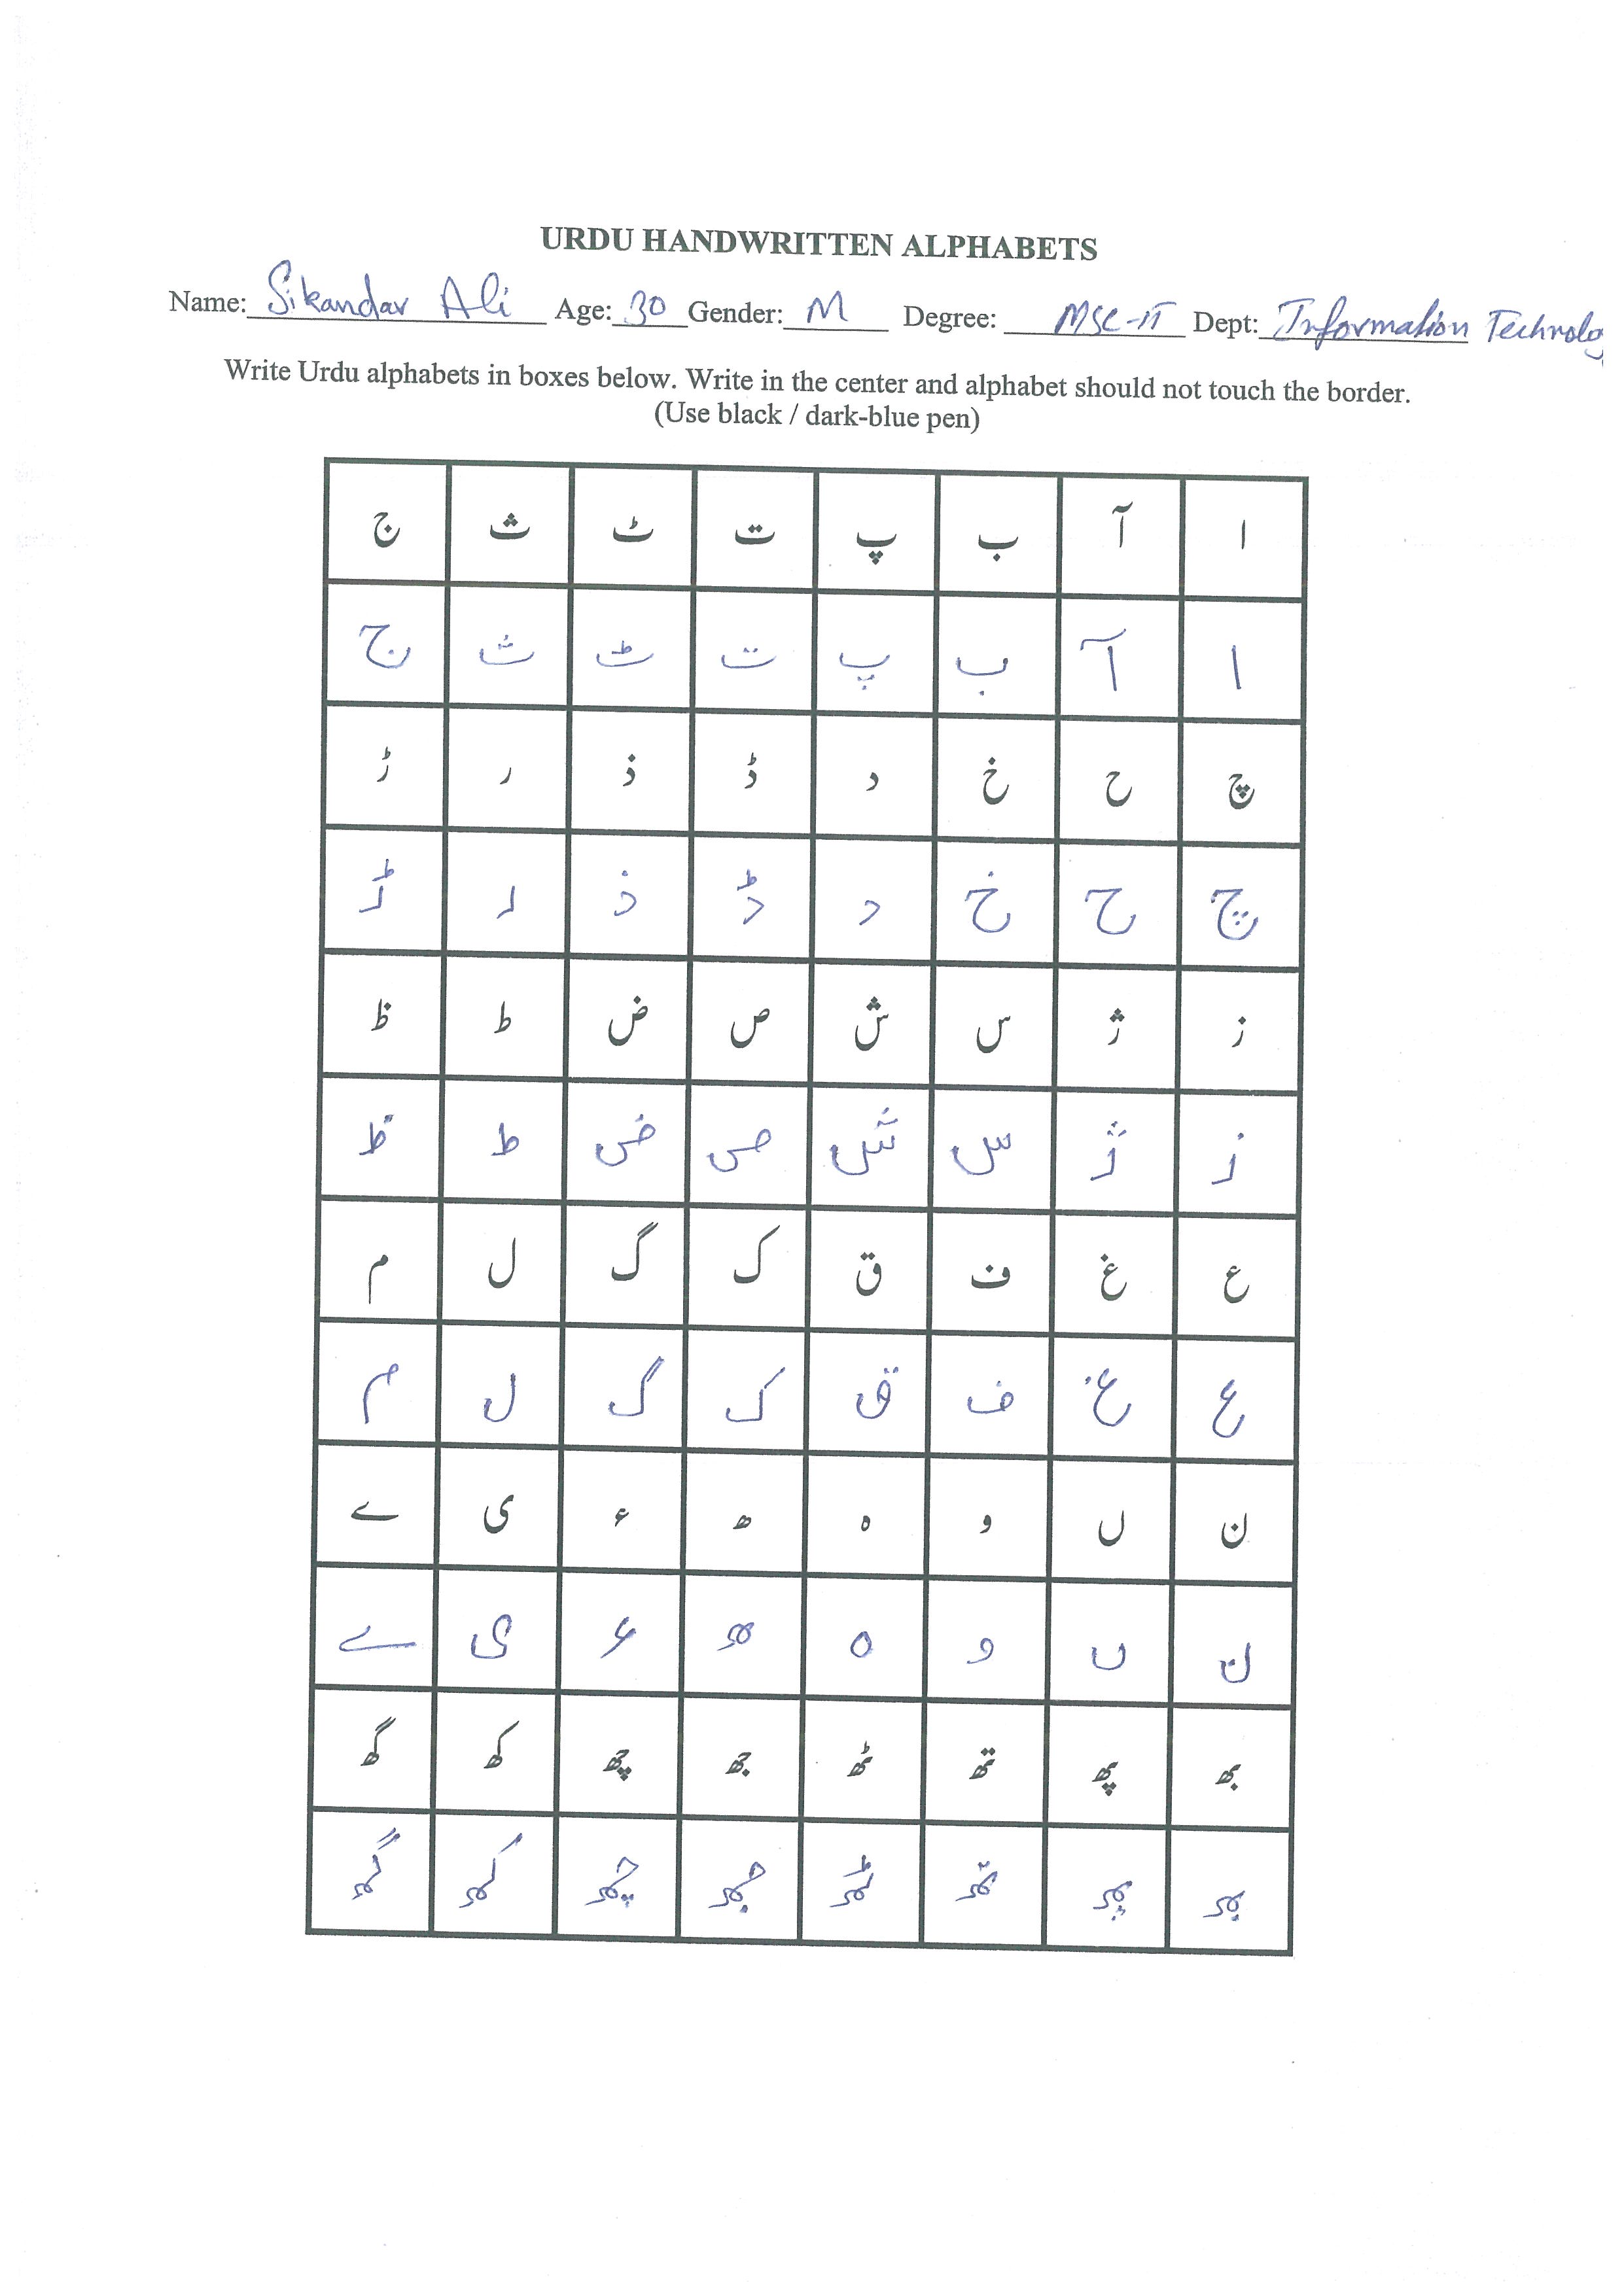 URDU HANDWRITTEN ALPHABETS
Name: Sikandar Ali Age: 30 Gender: M Degree: MSC-IT Dept: Information Technolog
Write Urdu alphabets in boxes below. Write in the center and alphabet should not touch the border.
(Use black / dark-blue pen)
ا آ ب پ ت ٹ ث ج
ا آ ب پ ت ٹ ث ج
چ ح خ د ڈ ذ ر ڑ
چ ح خ د ڈ ذ ر ڑ
ز ژ س ش ص ض ط ظ
ز ژ س ش ص ض ط ظ
ع غ ف ق ک گ ل م
ع غ ف ق ک گ ل م
ن ں و ہ ھ ء ی ے
ن ں و ہ ھ ء ی ے
بھ پھ تھ ٹھ جھ چھ کھ گھ
بھ پھ تھ ٹھ جھ چھ کھ گھ